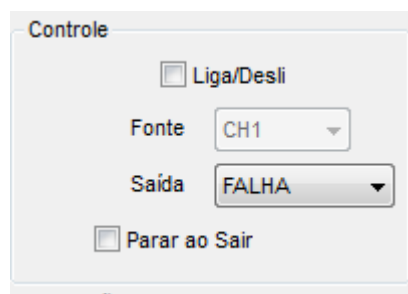 Controle
Liga/Desli
Fonte CH1
Saída FALHA
Parar ao Sair